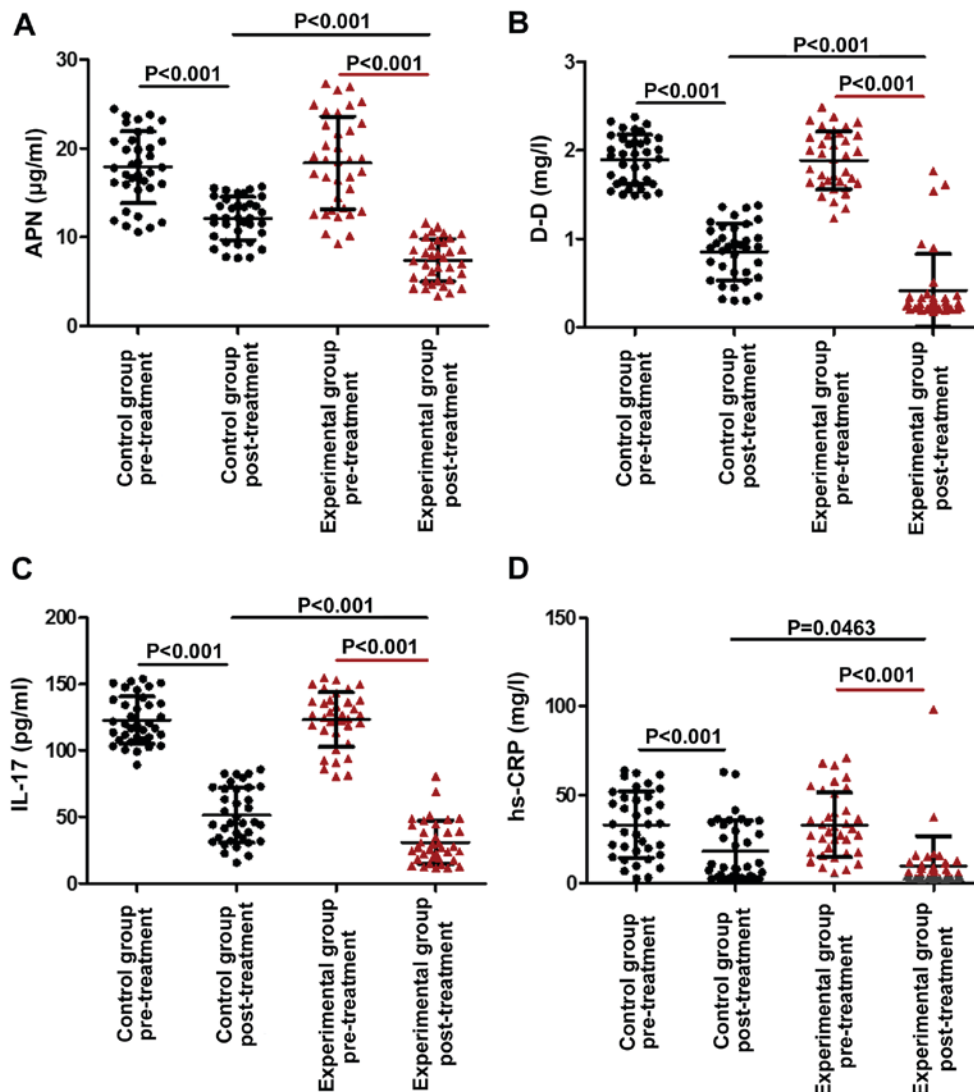 A
P<0.001
P<0.001
P<0.001
APN (µg/ml)
30
20
10
0
Control group
pre-treatment
Control group
post-treatment
Experimental group
pre-treatment
Experimental group
post-treatment
B
P<0.001
P<0.001
P<0.001
D-D (mg/l)
3
2
1
0
Control group
pre-treatment
Control group
post-treatment
Experimental group
pre-treatment
Experimental group
post-treatment
C
P<0.001
P<0.001
P<0.001
IL-17 (pg/ml)
200
150
100
50
0
Control group
pre-treatment
Control group
post-treatment
Experimental group
pre-treatment
Experimental group
post-treatment
D
P=0.0463
P<0.001
P<0.001
hs-CRP (mg/l)
150
100
50
0
Control group
pre-treatment
Control group
post-treatment
Experimental group
pre-treatment
Experimental group
post-treatment